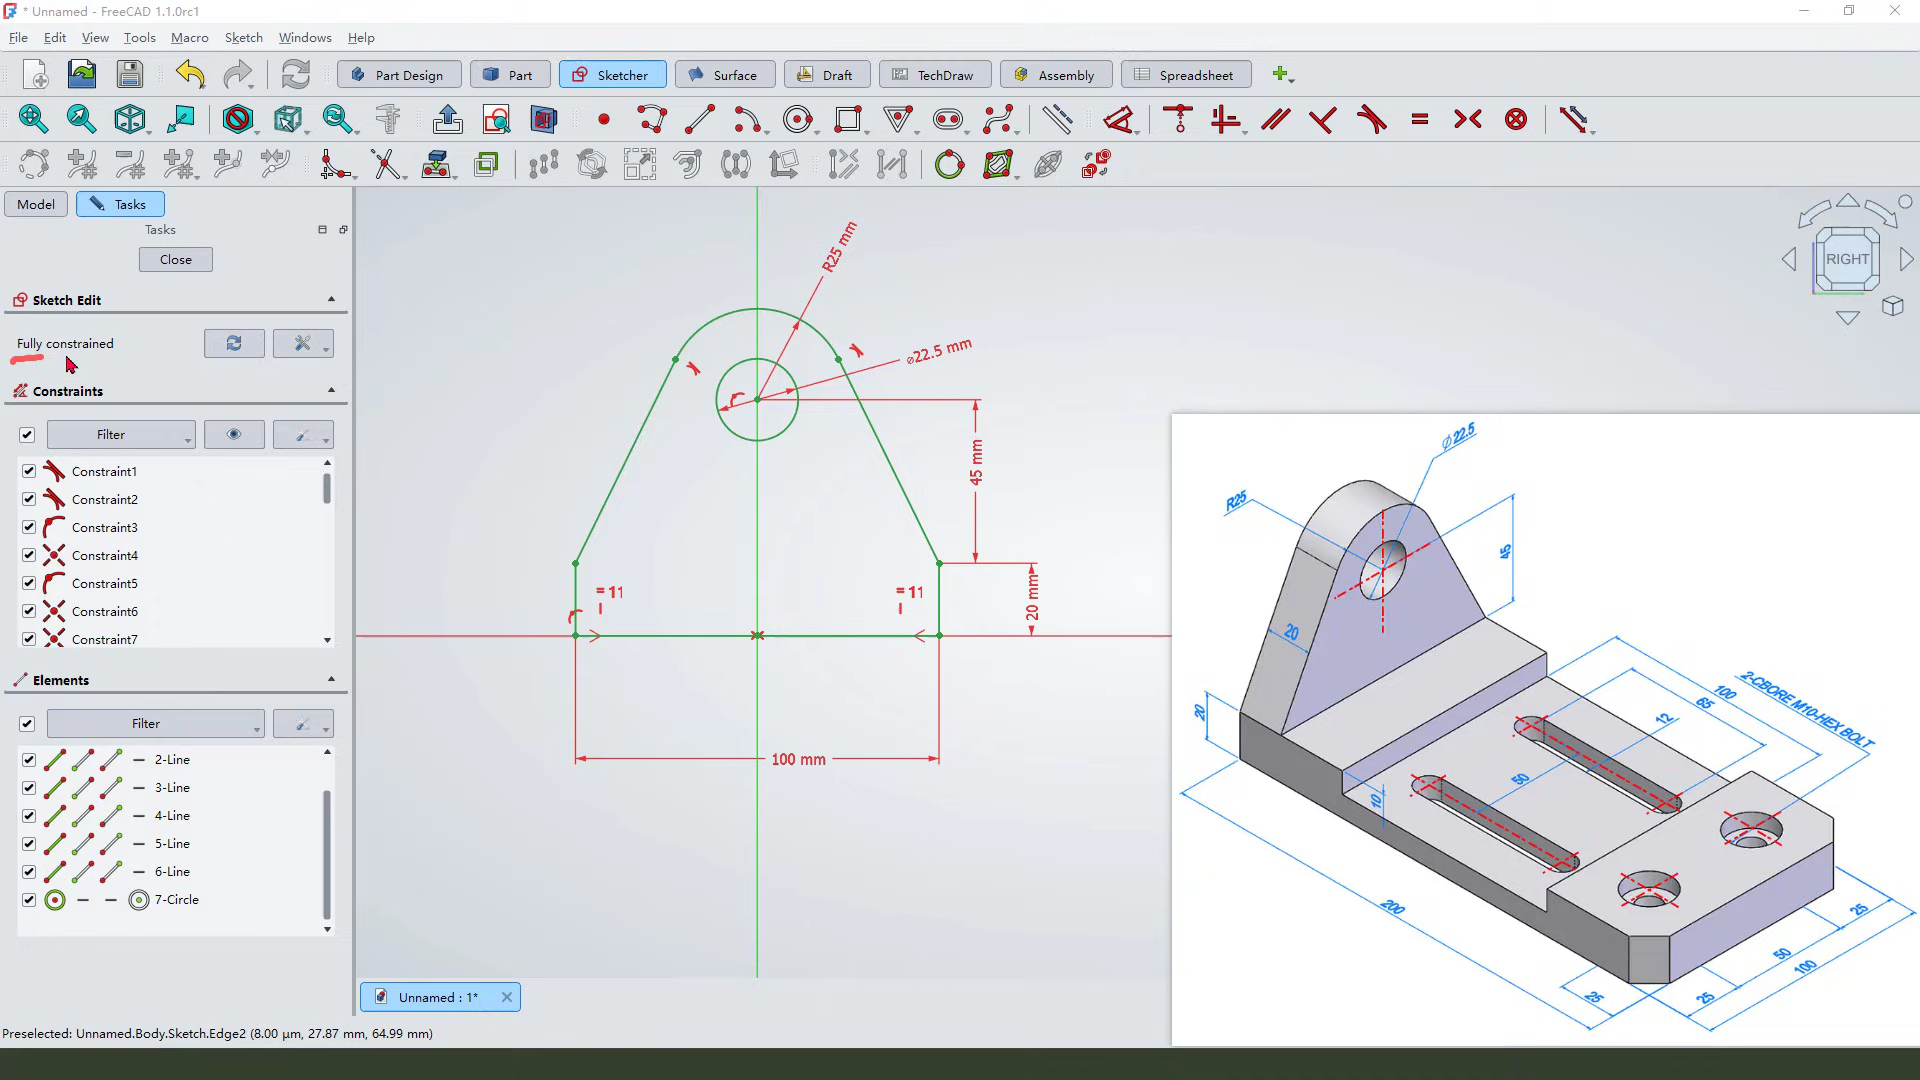 * Unnamed - FreeCAD 1.1.0rc1
File Edit View Tools Macro Sketch Windows Help
Part Design Part Sketcher Surface Draft TechDraw Assembly Spreadsheet
Model Tasks
Tasks
Close
Sketch Edit
Fully constrained
Constraints
Filter
Constraint1
Constraint2
Constraint3
Constraint4
Constraint5
Constraint6
Constraint7
Elements
Filter
2-Line
3-Line
4-Line
5-Line
6-Line
7-Circle
R25 mm
⌀22.5 mm
45 mm
= 11
= 11
20 mm
100 mm
RIGHT
Ø22.5
R25
45
20
20
100
65
12
2-CBORE M10-HEX BOLT
50
10
200
25
50
100
25
25
Unnamed : 1*
Preselected: Unnamed.Body.Sketch.Edge2 (8.00 µm, 27.87 mm, 64.99 mm)